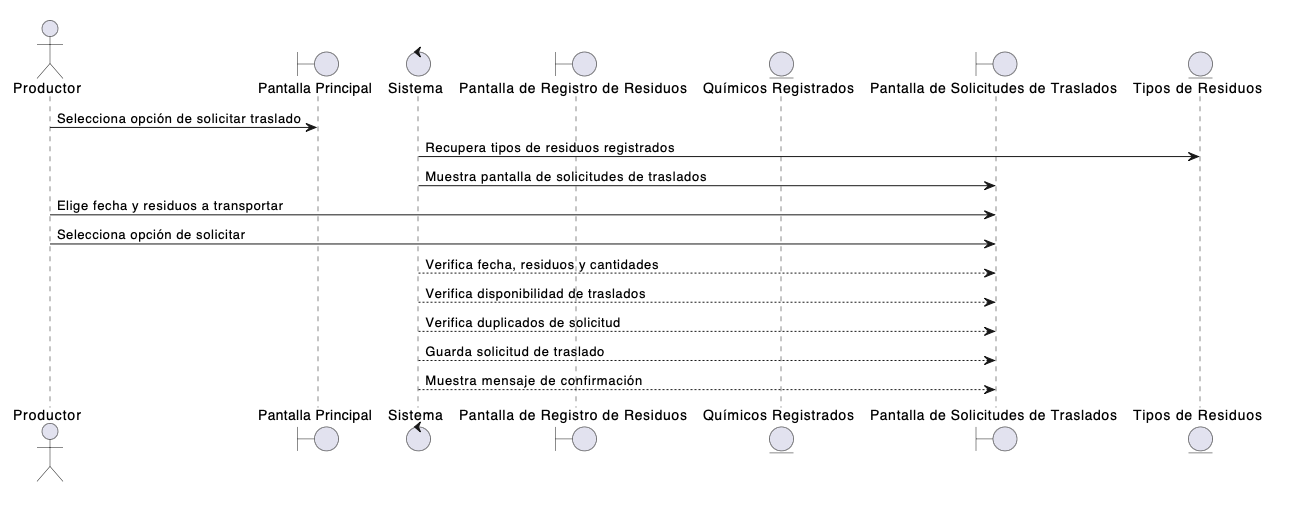 Productor
Pantalla Principal
Sistema
Pantalla de Registro de Residuos
Químicos Registrados
Pantalla de Solicitudes de Traslados
Tipos de Residuos
Selecciona opción de solicitar traslado
Recupera tipos de residuos registrados
Muestra pantalla de solicitudes de traslados
Elige fecha y residuos a transportar
Selecciona opción de solicitar
Verifica fecha, residuos y cantidades
Verifica disponibilidad de traslados
Verifica duplicados de solicitud
Guarda solicitud de traslado
Muestra mensaje de confirmación
Productor
Pantalla Principal
Sistema
Pantalla de Registro de Residuos
Químicos Registrados
Pantalla de Solicitudes de Traslados
Tipos de Residuos